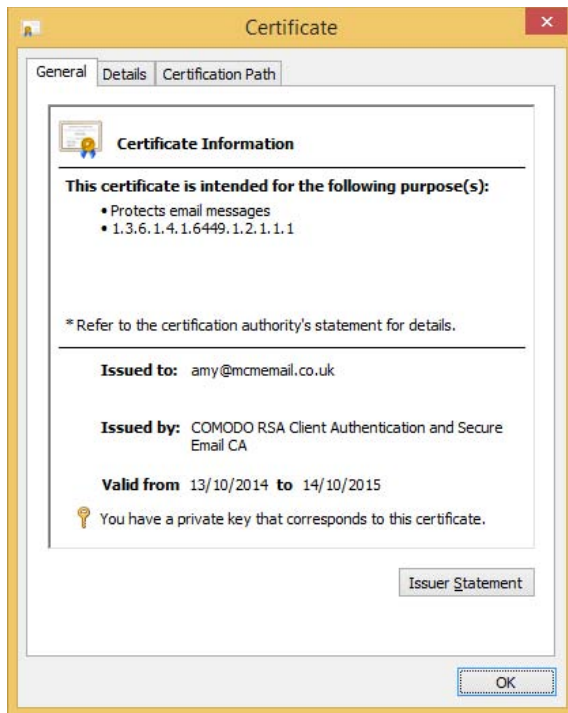 Certificate
General Details Certification Path
Certificate Information
This certificate is intended for the following purpose(s):
• Protects email messages
• 1.3.6.1.4.1.6449.1.2.1.1.1
* Refer to the certification authority's statement for details.
Issued to: amy@mcmemail.co.uk
Issued by: COMODO RSA Client Authentication and Secure
Email CA
Valid from 13/10/2014 to 14/10/2015
You have a private key that corresponds to this certificate.
Issuer Statement
OK